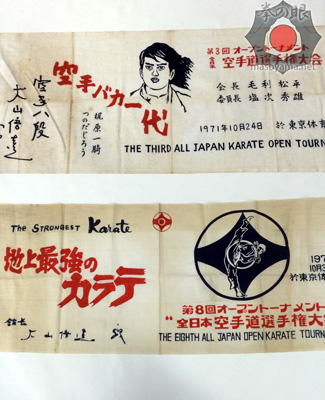 拳の眼
masutatsuoyama.com
空手八段
大山倍達
空手バカ一代
梶原一騎
つのだじろう
第3回オープントーナメント
全日本 空手道選手権大会
会長 毛利松平
委員長 塩次秀雄
1971年10月24日 於東京体
THE THIRD ALL JAPAN KARATE OPEN TOURN
The STRONGEST Karate
地上最強の
カラテ
館長
大山倍達
第8回オープントーナメント
"全日本空手道選手権大
THE EIGHTH ALL JAPAN OPEN KARATE TOURN
197
10月3
於東京体